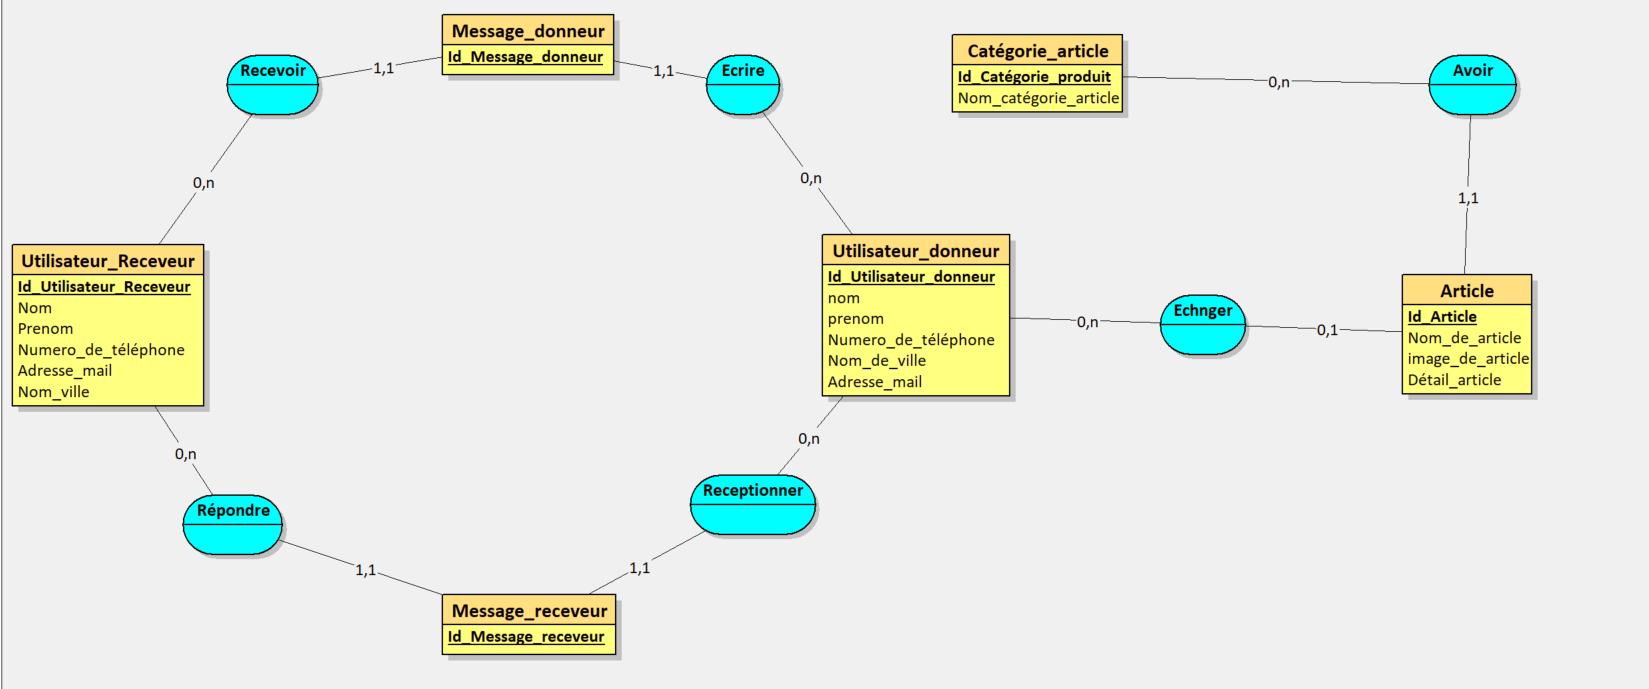 Message_donneur
Id_Message_donneur
Recevoir
1,1
1,1
Ecrire
Catégorie_article
Id_Catégorie_produit
Nom_catégorie_article
0,n
Avoir
0,n
0,n
1,1
Utilisateur_Receveur
Id_Utilisateur_Receveur
Nom
Prenom
Numero_de_téléphone
Adresse_mail
Nom_ville
Utilisateur_donneur
Id_Utilisateur_donneur
nom
prenom
Numero_de_téléphone
Nom_de_ville
Adresse_mail
0,n
Echnger
0,1
Article
Id_Article
Nom_de_article
image_de_article
Détail_article
0,n
0,n
Répondre
Receptionner
1,1
1,1
Message_receveur
Id_Message_receveur